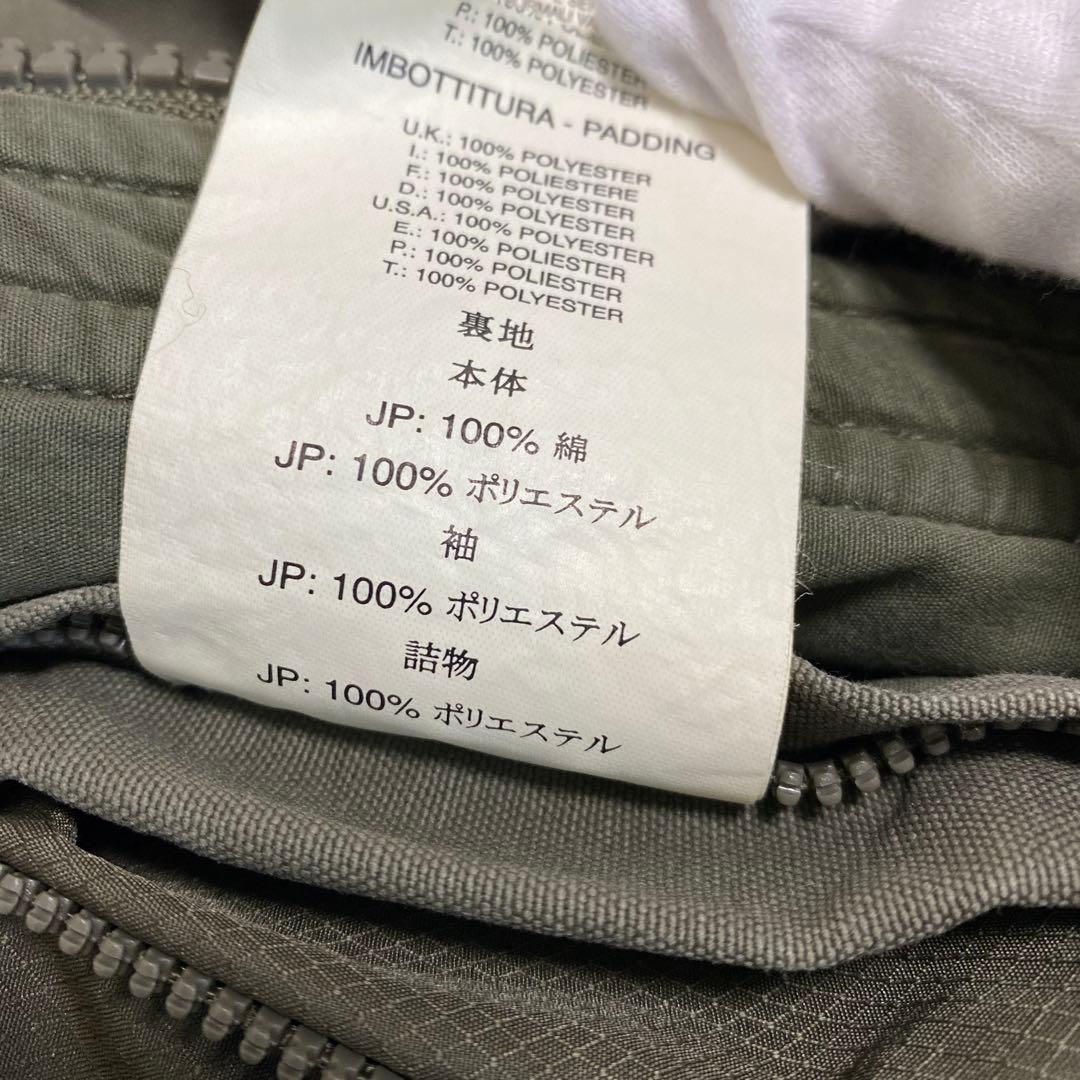 P.: 100% POLIESTER
T.: 100% POLYESTER
IMBOTTITURA - PADDING
U.K.: 100% POLYESTER
I.: 100% POLIESTERE
F.: 100% POLYESTER
D.: 100% POLYESTER
U.S.A.: 100% POLYESTER
E.: 100% POLIESTER
P.: 100% POLIESTER
T.: 100% POLYESTER
裏地
本体
JP: 100% 綿
JP: 100% ポリエステル
袖
JP: 100% ポリエステル
詰物
JP: 100% ポリエステル